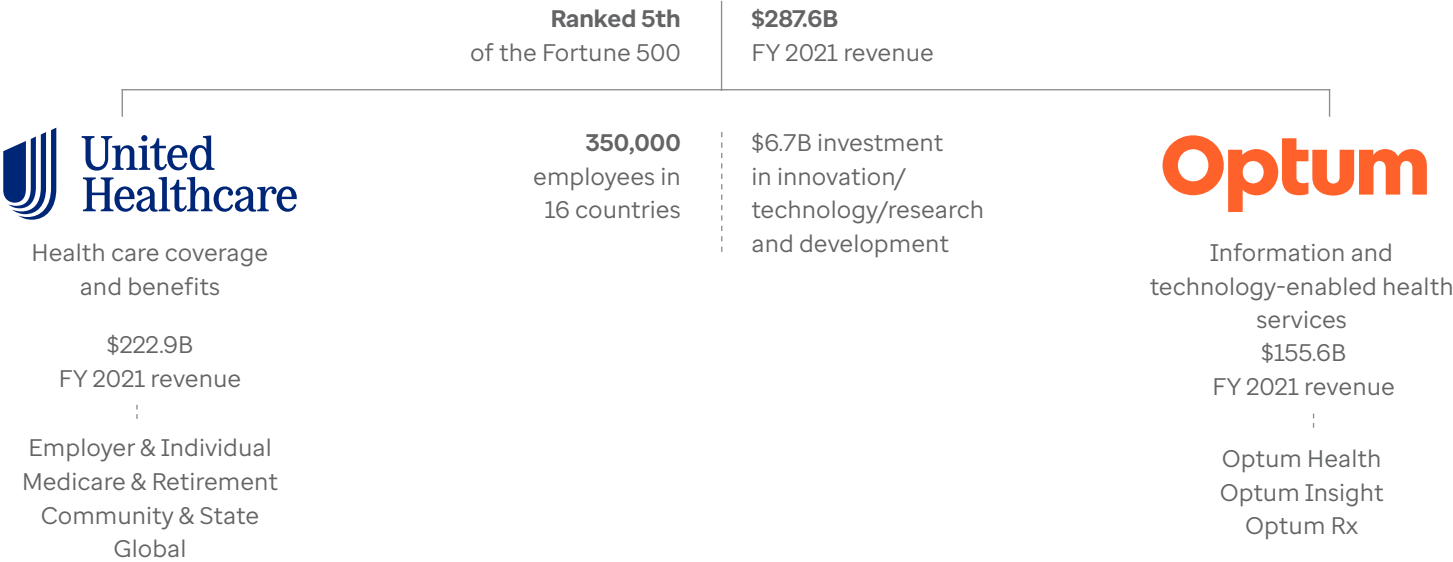 Ranked 5th
of the Fortune 500
$287.6B
FY 2021 revenue
United
Healthcare
Health care coverage
and benefits
$222.9B
FY 2021 revenue
Employer & Individual
Medicare & Retirement
Community & State
Global
350,000
employees in
16 countries
$6.7B investment
in innovation/
technology/research
and development
Optum
Information and
technology-enabled health
services
$155.6B
FY 2021 revenue
Optum Health
Optum Insight
Optum Rx